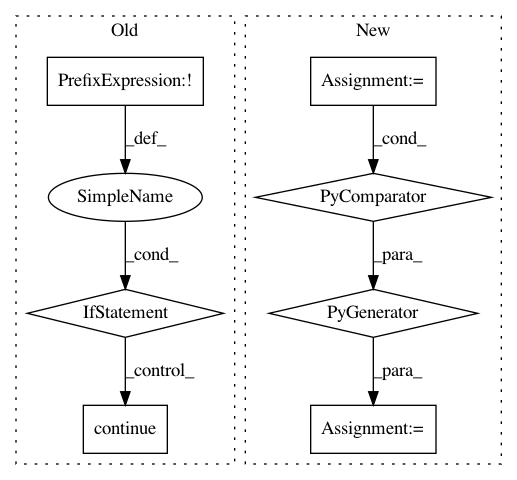 Old
PrefixExpression:!
_def_
SimpleName
_cond_
IfStatement
_control_
continue
New
Assignment:=
_cond_
PyComparator
_para_
PyGenerator
_para_
Assignment:=